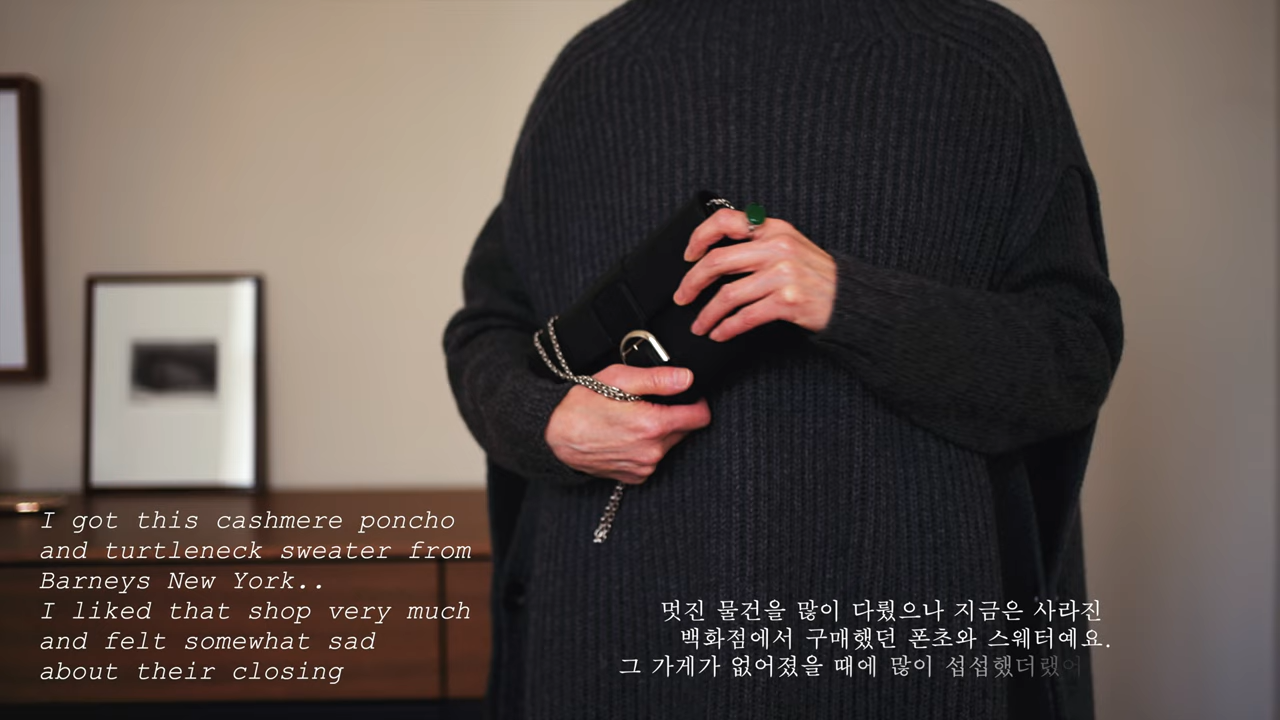 I got this cashmere poncho
and turtleneck sweater from
Barneys New York..
I liked that shop very much
and felt somewhat sad
about their closing
멋진 물건을 많이 다뤘으나 지금은 사라진
백화점에서 구매했던 폰초와 스웨터예요.
그 가게가 없어졌을 때에 많이 섭섭했더랬어